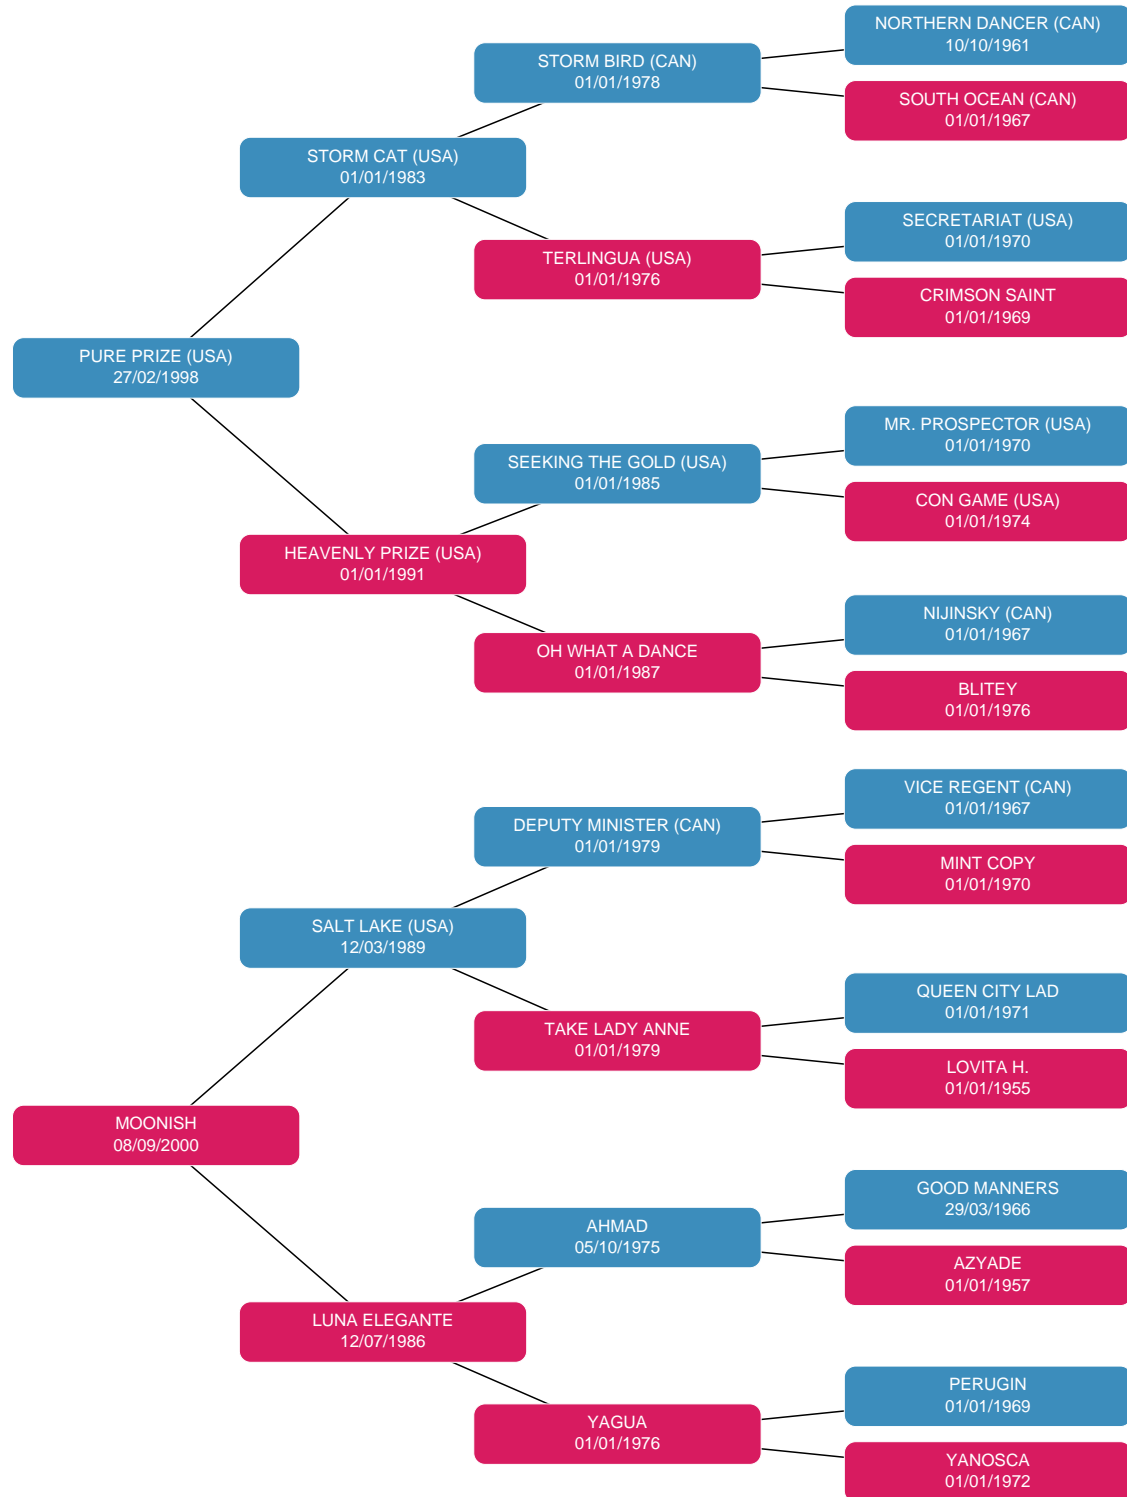 NORTHERN DANCER (CAN)
10/10/1961
STORM BIRD (CAN)
01/01/1978
SOUTH OCEAN (CAN)
01/01/1967
STORM CAT (USA)
01/01/1983
SECRETARIAT (USA)
01/01/1970
TERLINGUA (USA)
01/01/1976
CRIMSON SAINT
01/01/1969
PURE PRIZE (USA)
27/02/1998
MR. PROSPECTOR (USA)
01/01/1970
SEEKING THE GOLD (USA)
01/01/1985
CON GAME (USA)
01/01/1974
HEAVENLY PRIZE (USA)
01/01/1991
NIJINSKY (CAN)
01/01/1967
OH WHAT A DANCE
01/01/1987
BLITEY
01/01/1976
VICE REGENT (CAN)
01/01/1967
DEPUTY MINISTER (CAN)
01/01/1979
MINT COPY
01/01/1970
SALT LAKE (USA)
12/03/1989
QUEEN CITY LAD
01/01/1971
TAKE LADY ANNE
01/01/1979
LOVITA H.
01/01/1955
MOONISH
08/09/2000
GOOD MANNERS
29/03/1966
AHMAD
05/10/1975
AZYADE
01/01/1957
LUNA ELEGANTE
12/07/1986
PERUGIN
01/01/1969
YAGUA
01/01/1976
YANOSCA
01/01/1972